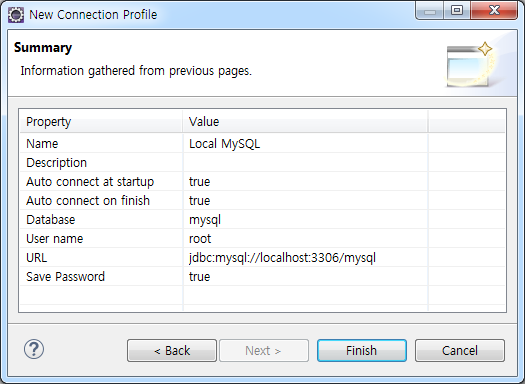 New Connection Profile
Summary
Information gathered from previous pages.
Property Value
Name Local MySQL
Description
Auto connect at startup true
Auto connect on finish true
Database mysql
User name root
URL jdbc:mysql://localhost:3306/mysql
Save Password true
?
< Back Next > Finish Cancel